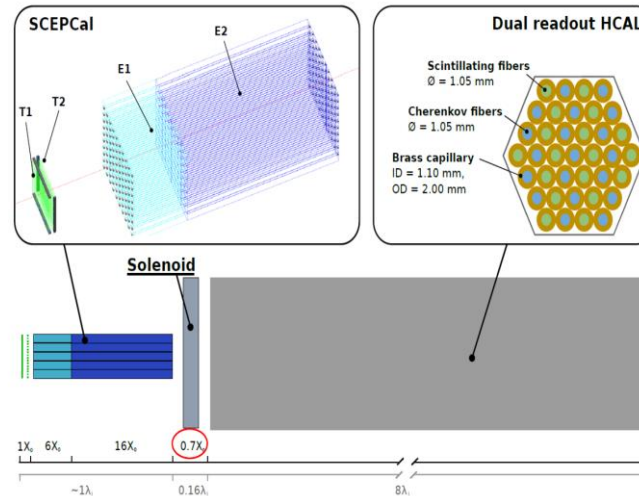 SCEPCal
E1
E2
T1
T2
Dual readout HCAL
Scintillating fibers
Ø = 1.05 mm
Cherenkov fibers
Ø = 1.05 mm
Brass capillary
ID = 1.10 mm,
OD = 2.00 mm
Solenoid
1X₀ 6X₀ 16X₀ 0.7X₀
~1λᵢ 0.16λᵢ 8λᵢ